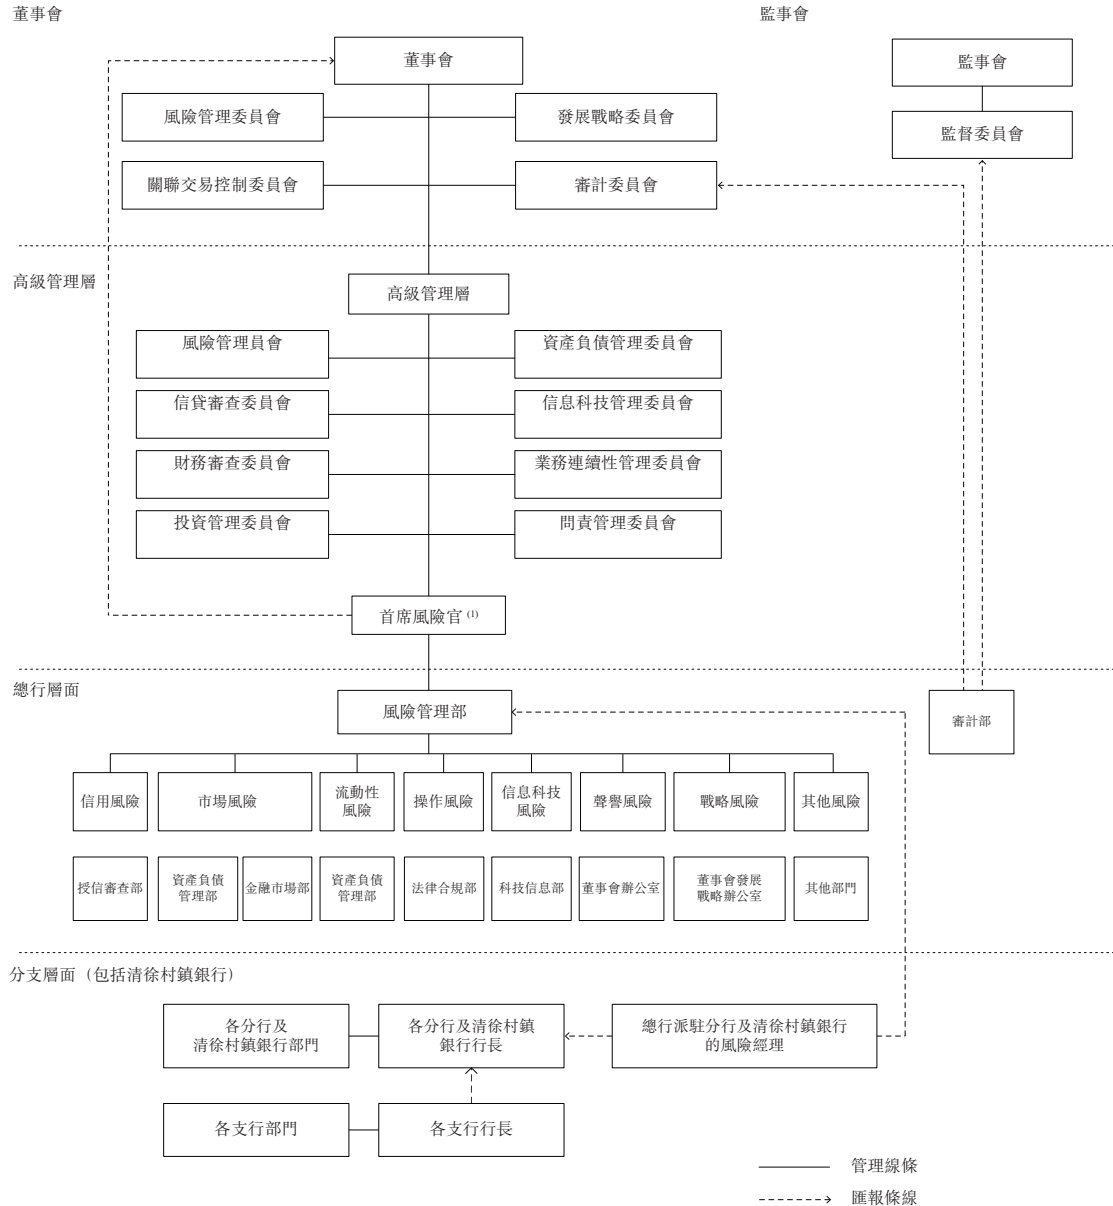 董事會
監事會
董事會
監事會
風險管理委員會
發展戰略委員會
監督委員會
關聯交易控制委員會
審計委員會
高級管理層
高級管理層
風險管理員會
資產負債管理委員會
信貸審查委員會
信息科技管理委員會
財務審查委員會
業務連續性管理委員會
投資管理委員會
問責管理委員會
首席風險官 (1)
總行層面
風險管理部
審計部
信用風險
市場風險
流動性
風險
操作風險
信息科技
風險
聲譽風險
戰略風險
其他風險
授信審查部
資產負債
管理部
金融市場部
資產負債
管理部
法律合規部
科技信息部
董事會辦公室
董事會發展
戰略辦公室
其他部門
分支層面（包括清徐村鎮銀行）
各分行及
清徐村鎮銀行部門
各分行及清徐村鎮
銀行行長
總行派駐分行及清徐村鎮銀行
的風險經理
各支行部門
各支行行長
管理線條
匯報條線